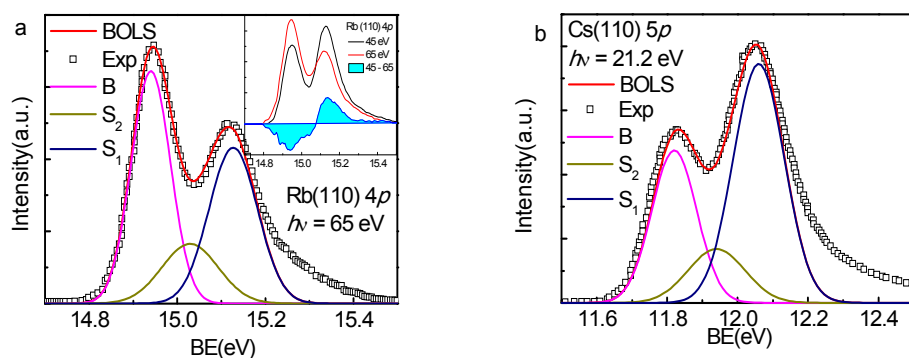 a
BOLS
Exp
B
S2
S1
Rb(110) 4p
45 eV
65 eV
45 - 65
14.8 15.0 15.2 15.4
Rb(110) 4p
hν = 65 eV
Intensity(a.u.)
14.8 15.0 15.2 15.4
BE(eV)
b
Cs(110) 5p
hν = 21.2 eV
BOLS
Exp
B
S2
S1
Intensity(a.u.)
11.6 11.8 12.0 12.2 12.4
BE(eV)